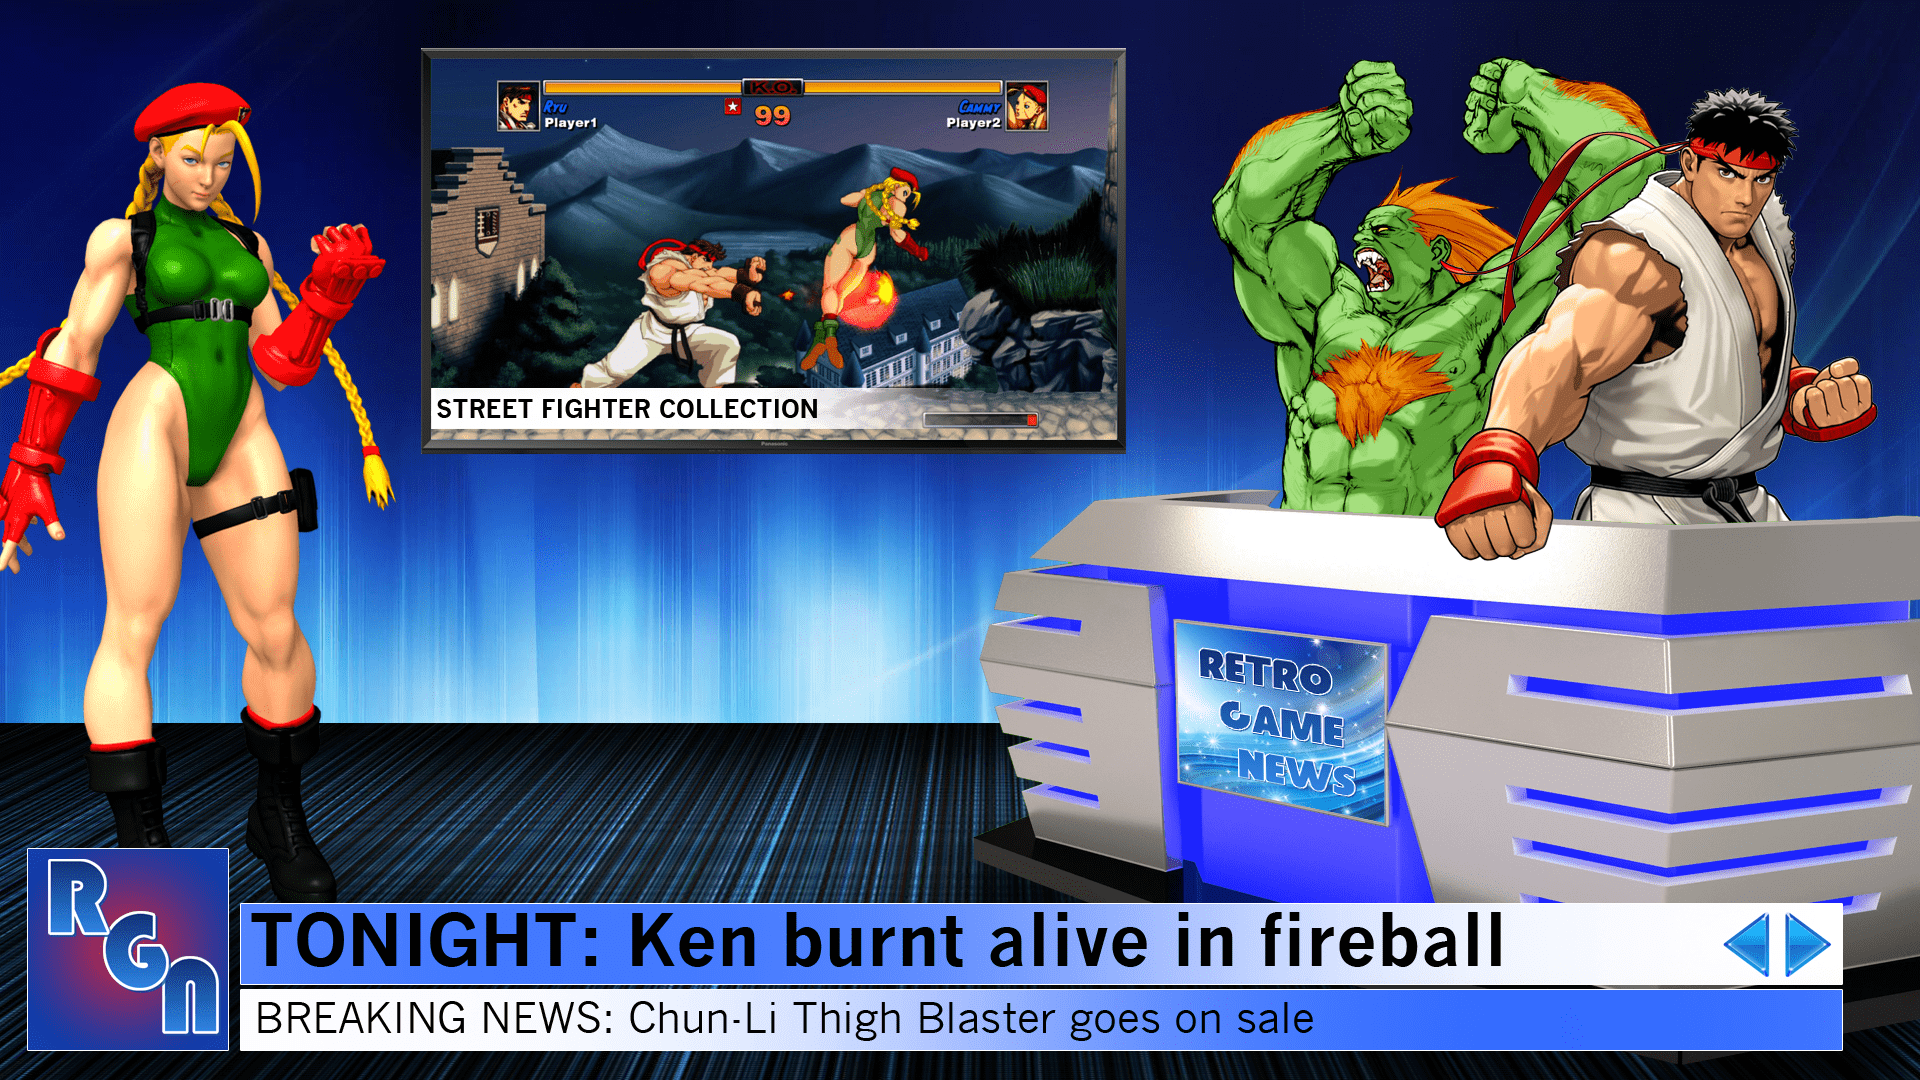 K.O.
Ryu
Player1
99
Cammy
Player2
STREET FIGHTER COLLECTION
Panasonic
RETRO
GAME
NEWS
RGN
TONIGHT: Ken burnt alive in fireball
BREAKING NEWS: Chun-Li Thigh Blaster goes on sale